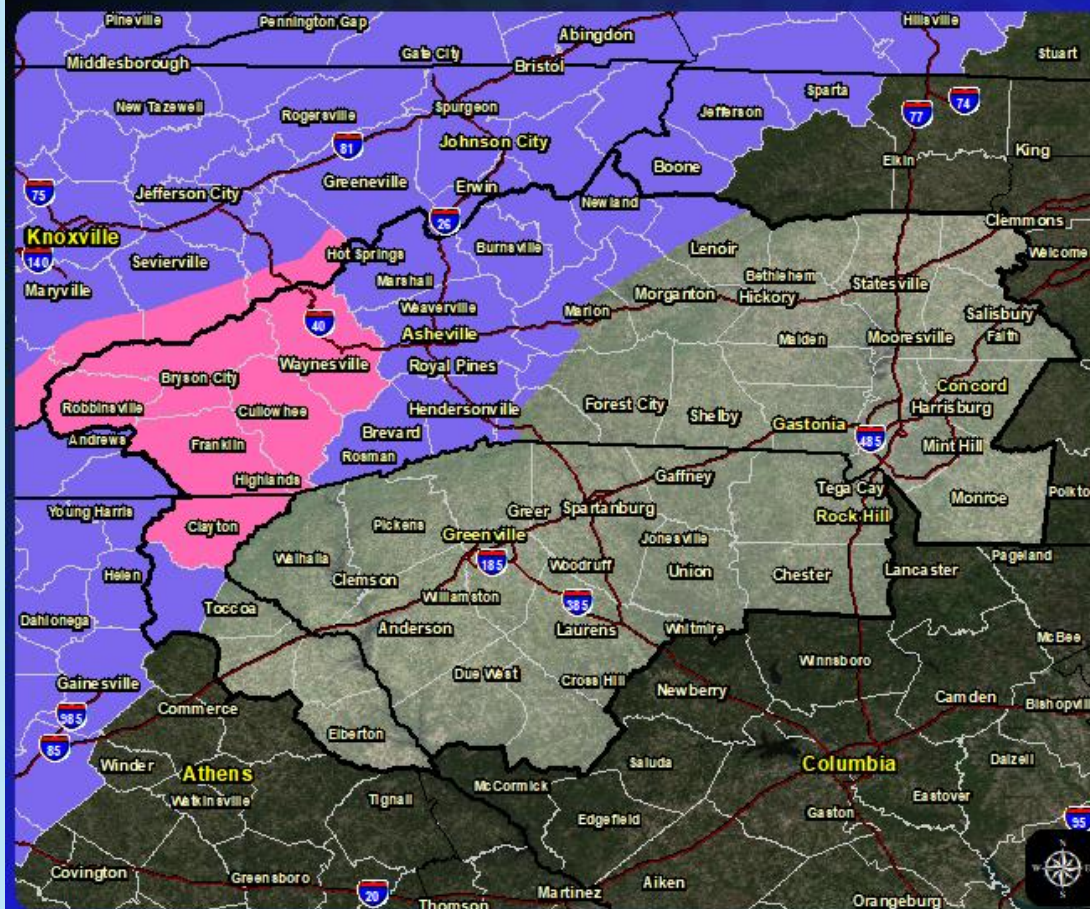 Pineville
Pennington Gap
Hillsville
Abingdon
Gate City
Stuart
Middlesborough
Bristol
New Tazewell
Rogersville
Spurgeon
Jefferson
Sparta
77
74
81
Johnson City
Boone
Elkin
King
75
Jefferson City
Greeneville
Erwin
Newland
26
Clemmons
Knoxville
140
Sevierville
Hot Springs
Burnsville
Lenoir
Welcome
Maryville
Marshall
Bethlehem
Statesville
Weaverville
Morganton
Hickory
Marion
Salisbury
40
Asheville
Maiden
Mooresville
Faith
Waynesville
Royal Pines
Bryson City
Concord
Robbinsville
Cullowhee
Hendersonville
Forest City
Shelby
Harrisburg
Gastonia
485
Andrews
Franklin
Brevard
Mint Hill
Rosman
Highlands
Gaffney
Tega Cay
Monroe
Polkto
Young Harris
Clayton
Pickens
Greer
Spartanburg
Rock Hill
Greenville
Jonesville
Walhalla
185
Woodruff
Pageland
Helen
Clemson
Union
Chester
Lancaster
Toccoa
Williamston
385
Dahlonega
Anderson
Laurens
Whitmire
McBee
Winnsboro
Gainesville
Due West
Cross Hill
Newberry
Camden
Commerce
Bishopvill
985
Elberton
85
Saluda
Winder
Athens
Columbia
Dalzell
McCormick
Watkinsville
Tignall
Eastover
Edgefield
Gaston
95
Covington
Greensboro
Aiken
20
Martinez
Thomson
Orangeburg
N
W
E
S